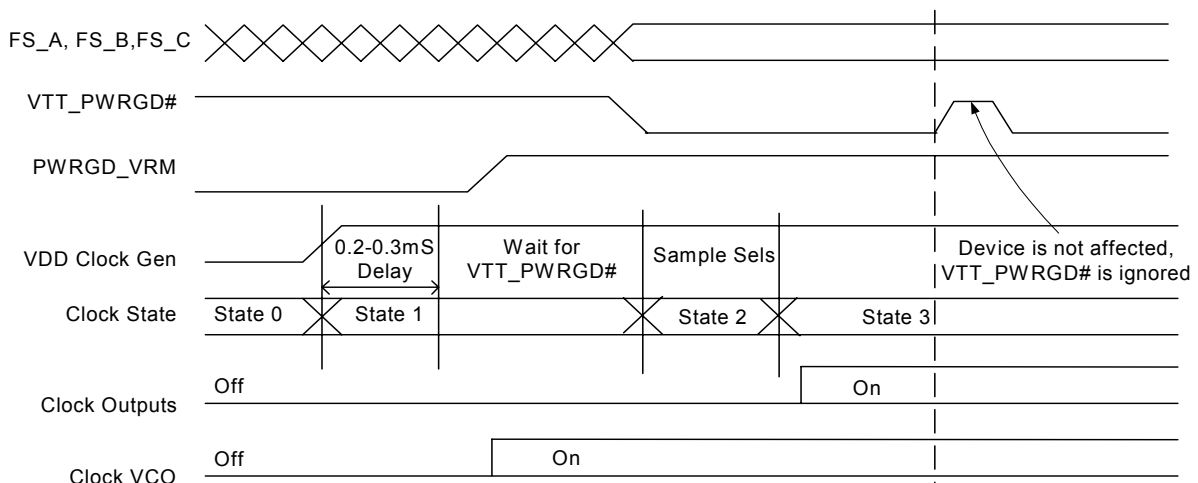 FS_A, FS_B,FS_C
VTT_PWRGD#
PWRGD_VRM
VDD Clock Gen
0.2-0.3mS
Delay
Wait for
VTT_PWRGD#
Sample Sels
Device is not affected,
VTT_PWRGD# is ignored
Clock State
State 0
State 1
State 2
State 3
Clock Outputs
Off
On
Clock VCO
Off
On